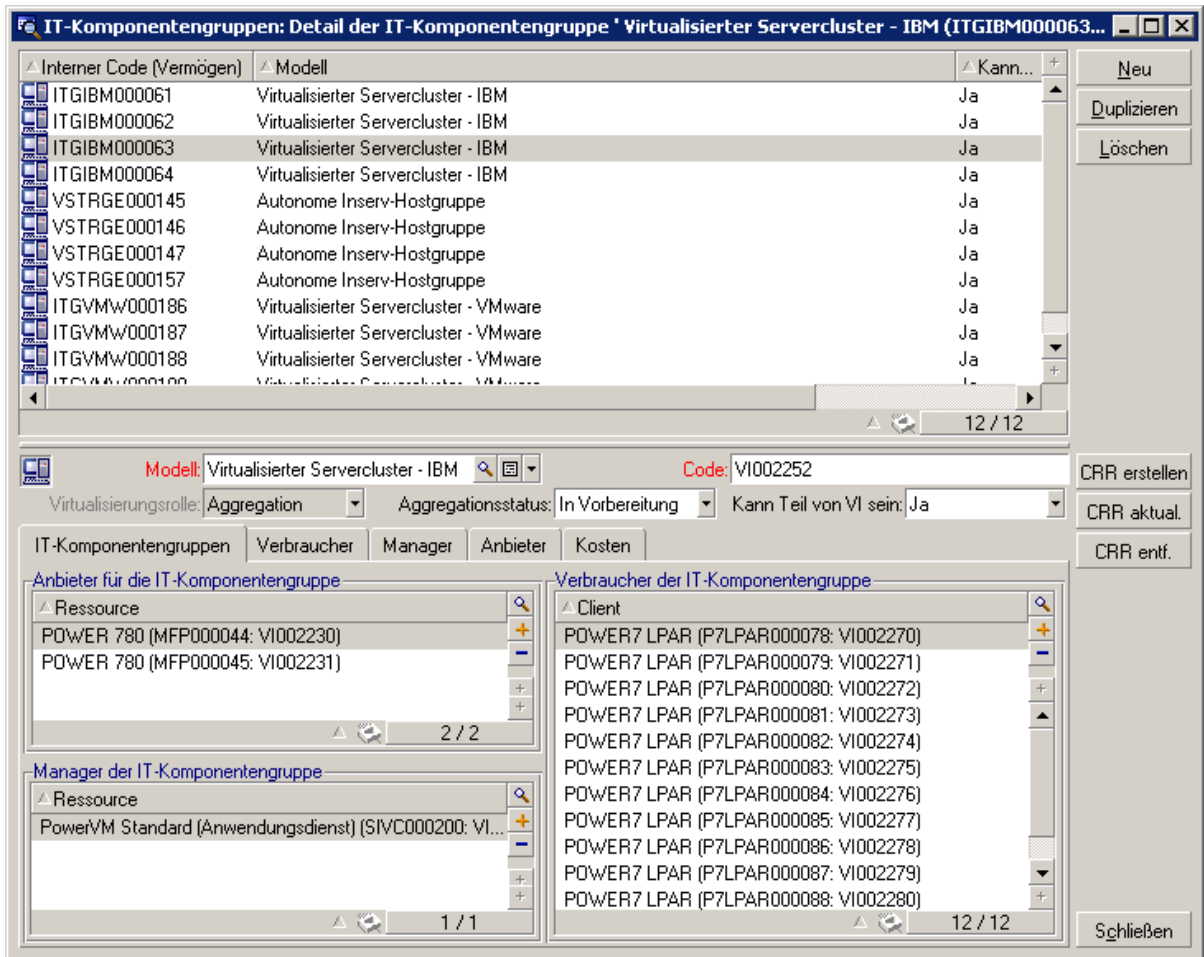 IT-Komponentengruppen: Detail der IT-Komponentengruppe ' Virtualisierter Servercluster - IBM (ITGIBM000063...
Interner Code (Vermögen) Modell Kann...
ITGIBM000061 Virtualisierter Servercluster - IBM Ja
ITGIBM000062 Virtualisierter Servercluster - IBM Ja
ITGIBM000063 Virtualisierter Servercluster - IBM Ja
ITGIBM000064 Virtualisierter Servercluster - IBM Ja
VSTRGE000145 Autonome Inserv-Hostgruppe Ja
VSTRGE000146 Autonome Inserv-Hostgruppe Ja
VSTRGE000147 Autonome Inserv-Hostgruppe Ja
VSTRGE000157 Autonome Inserv-Hostgruppe Ja
ITGVMW000186 Virtualisierter Servercluster - VMware Ja
ITGVMW000187 Virtualisierter Servercluster - VMware Ja
ITGVMW000188 Virtualisierter Servercluster - VMware Ja
12 / 12
Neu
Duplizieren
Löschen
Modell: Virtualisierter Servercluster - IBM Code: VI002252
Virtualisierungsrolle: Aggregation Aggregationsstatus: In Vorbereitung Kann Teil von VI sein: Ja
CRR erstellen
CRR aktual.
CRR entf.
IT-Komponentengruppen Verbraucher Manager Anbieter Kosten
Anbieter für die IT-Komponentengruppe
Ressource
POWER 780 (MFP000044: VI002230)
POWER 780 (MFP000045: VI002231)
2 / 2
Manager der IT-Komponentengruppe
Ressource
PowerVM Standard (Anwendungsdienst) (SIVC000200: VI...
1 / 1
Verbraucher der IT-Komponentengruppe
Client
POWER7 LPAR (P7LPAR000078: VI002270)
POWER7 LPAR (P7LPAR000079: VI002271)
POWER7 LPAR (P7LPAR000080: VI002272)
POWER7 LPAR (P7LPAR000081: VI002273)
POWER7 LPAR (P7LPAR000082: VI002274)
POWER7 LPAR (P7LPAR000083: VI002275)
POWER7 LPAR (P7LPAR000084: VI002276)
POWER7 LPAR (P7LPAR000085: VI002277)
POWER7 LPAR (P7LPAR000086: VI002278)
POWER7 LPAR (P7LPAR000087: VI002279)
POWER7 LPAR (P7LPAR000088: VI002280)
12 / 12
Schließen